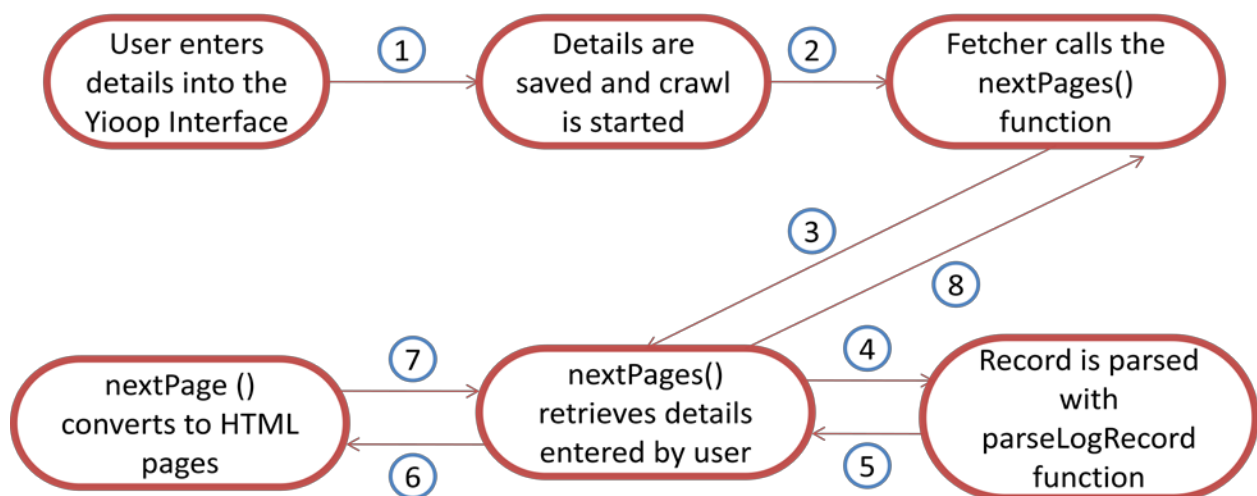 User enters
details into the
Yioop Interface
1
Details are
saved and crawl
is started
2
Fetcher calls the
nextPages()
function
3
8
nextPage ()
converts to HTML
pages
7
6
nextPages()
retrieves details
entered by user
4
5
Record is parsed
with
parseLogRecord
function